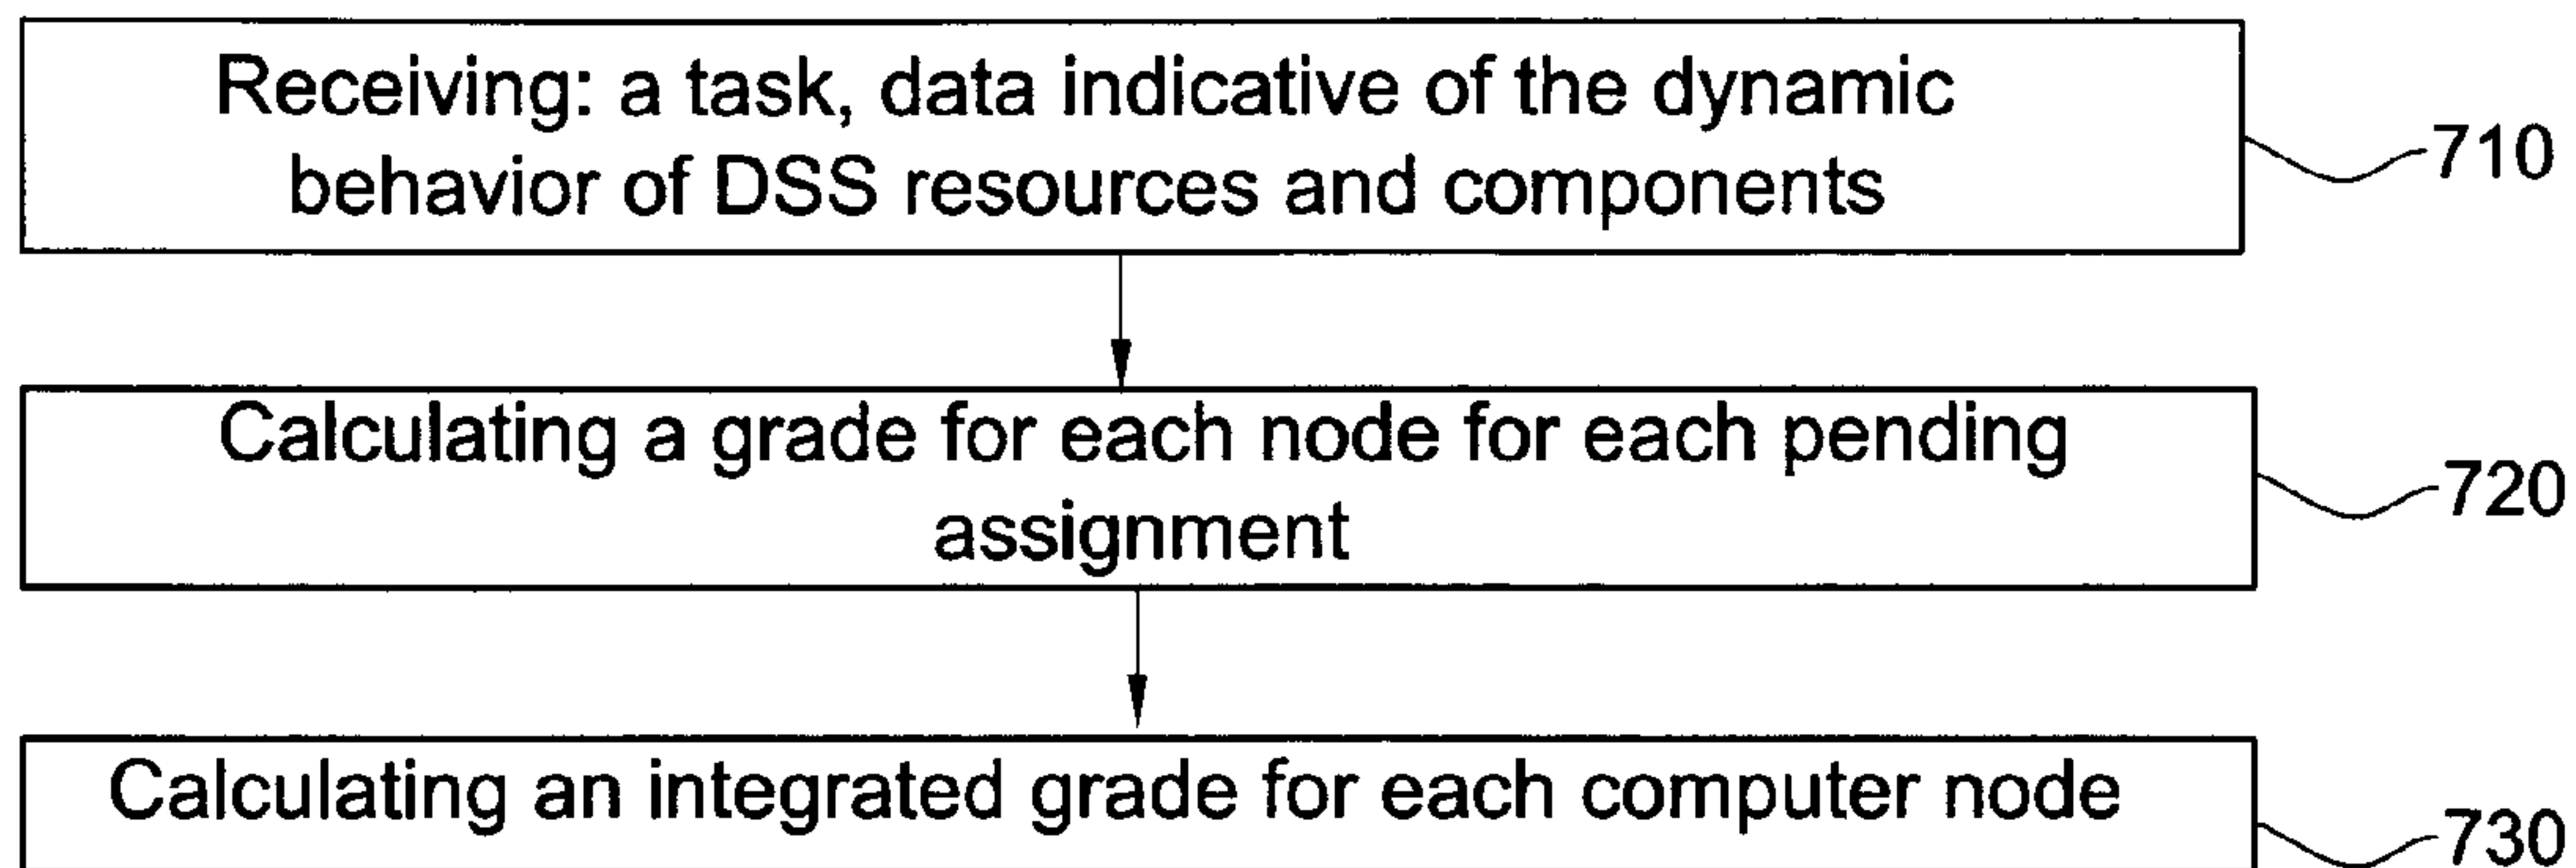 Receiving: a task, data indicative of the dynamic
behavior of DSS resources and components
710
Calculating a grade for each node for each pending
assignment
720
Calculating an integrated grade for each computer node
730